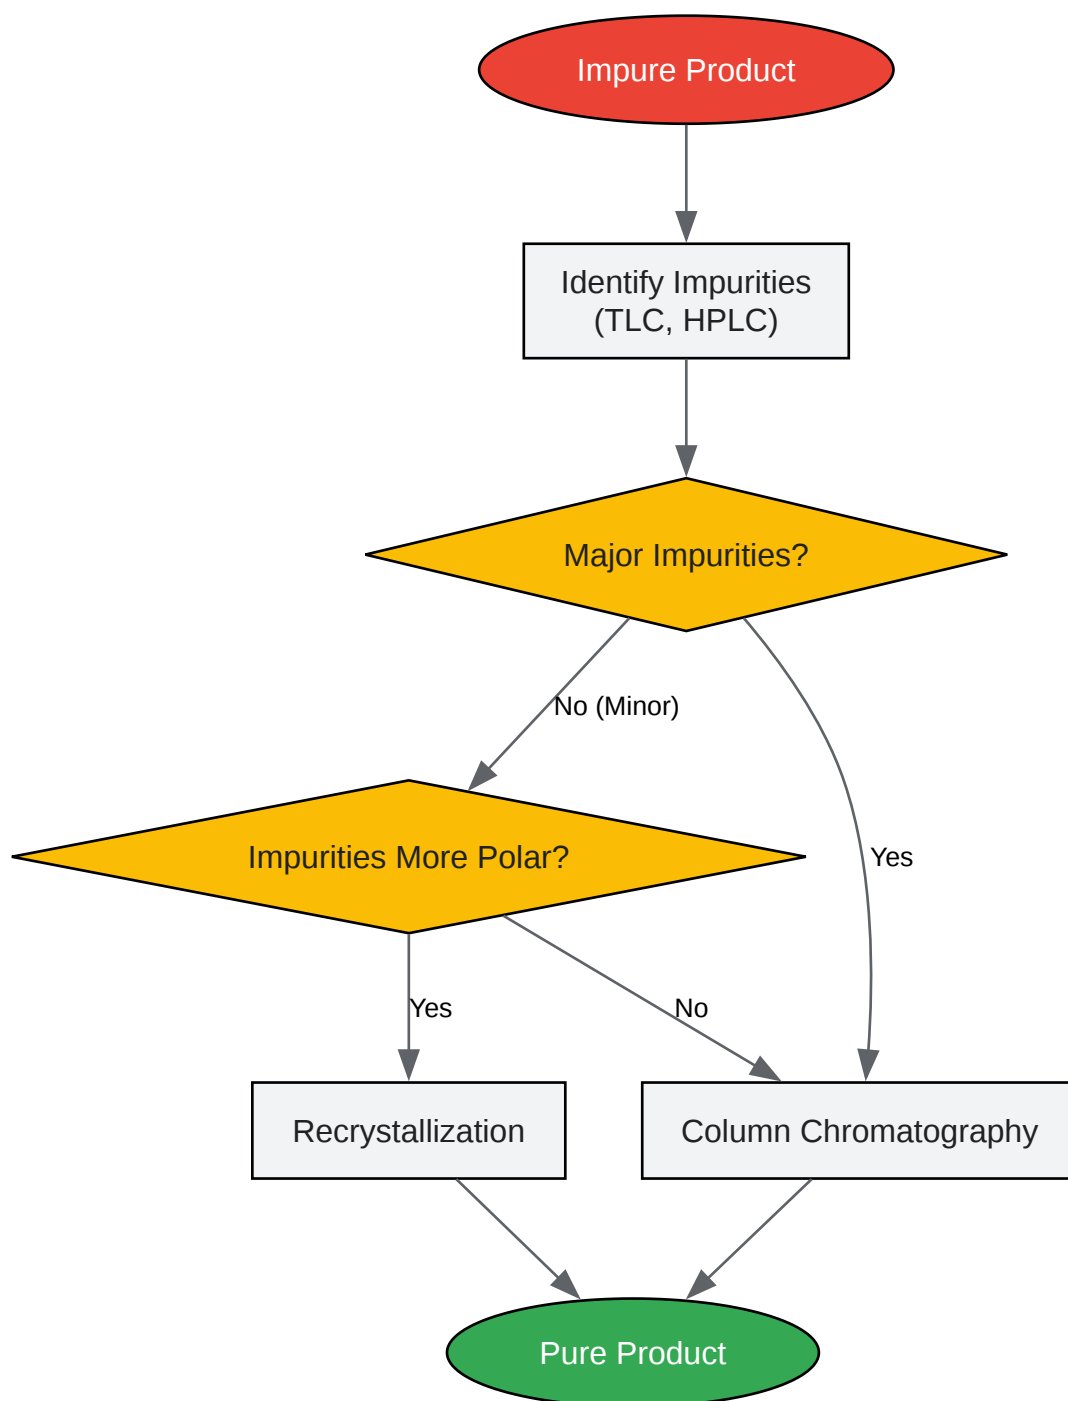 Impure Product
Identify Impurities
(TLC, HPLC)
Major Impurities?
No (Minor)
Impurities More Polar?
Yes
Yes
No
Recrystallization
Column Chromatography
Pure Product